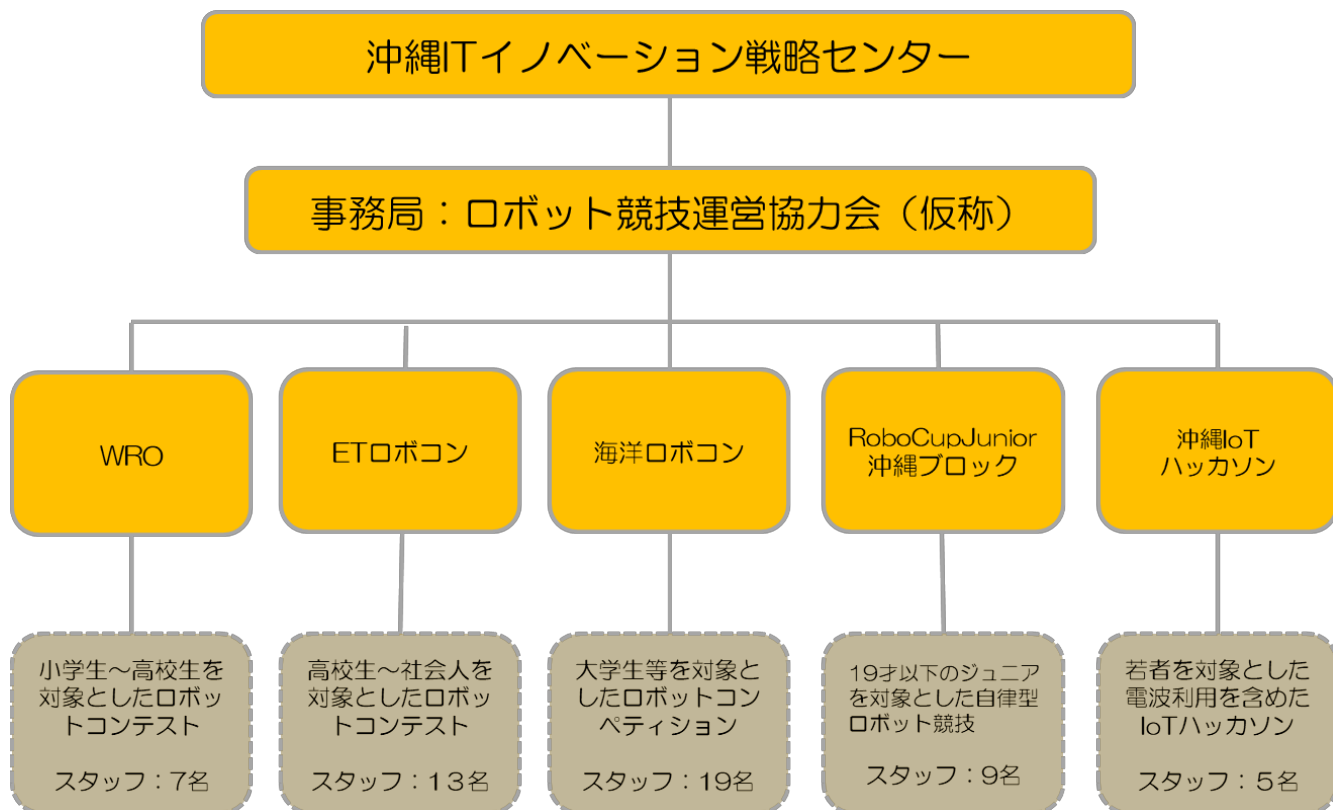 沖縄ITイノベーション戦略センター
事務局：ロボット競技運営協力会（仮称）
WRO
ETロボコン
海洋ロボコン
RoboCupJunior
沖縄ブロック
沖縄IoT
ハッカソン
小学生～高校生を
対象としたロボッ
トコンテスト
スタッフ：7名
高校生～社会人を
対象としたロボッ
トコンテスト
スタッフ：１３名
大学生等を対象と
したロボットコン
ペティション
スタッフ：19名
19才以下のジュニア
を対象とした自律型
ロボット競技
スタッフ：9名
若者を対象とした
電波利用を含めた
IoTハッカソン
スタッフ：５名